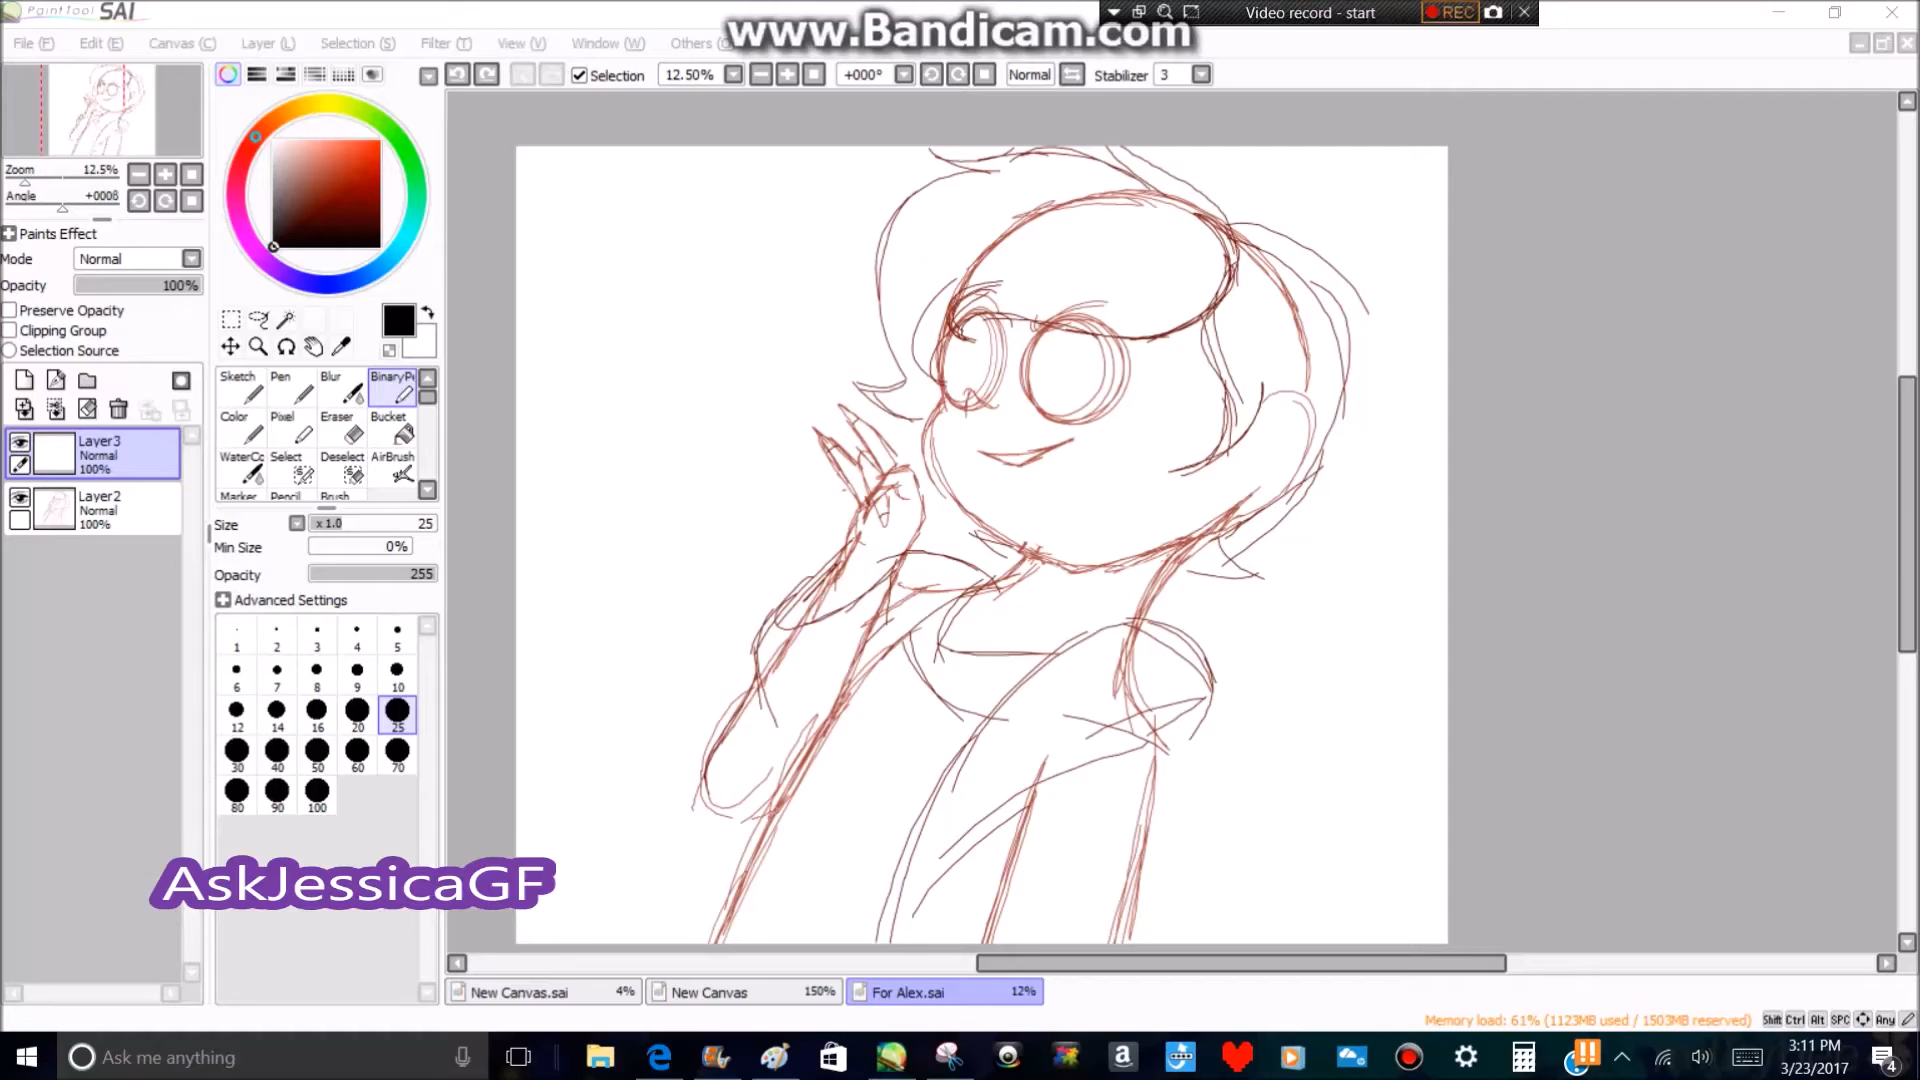 PaintTool SAI
www.Bandicam.com
Video record - start
REC
File (F) Edit (E) Canvas (C) Layer (L) Selection (S) Filter (T) View (V) Window (W) Others
Selection 12.50% +000° Normal Stabilizer 3
Zoom 12.5%
Angle +000
Paints Effect
Mode Normal
Opacity 100%
Preserve Opacity
Clipping Group
Selection Source
Layer3
Normal
100%
Layer2
Normal
100%
Sketch Pen Blur BinaryPe
Color Pixel Eraser Bucket
WaterCo Select Deselect AirBrush
Marker Pencil Brush
Size x 1.0 25
Min Size 0%
Opacity 255
Advanced Settings
1 2 3 4 5
6 7 8 9 10
12 14 16 20 25
30 40 50 60 70
80 90 100
AskJessicaGF
New Canvas.sai 4% New Canvas 150% For Alex.sai 12%
Memory load: 61% (1123MB used / 1503MB reserved) Shift Ctrl Alt SPC Any
Ask me anything
3:11 PM
3/23/2017
4